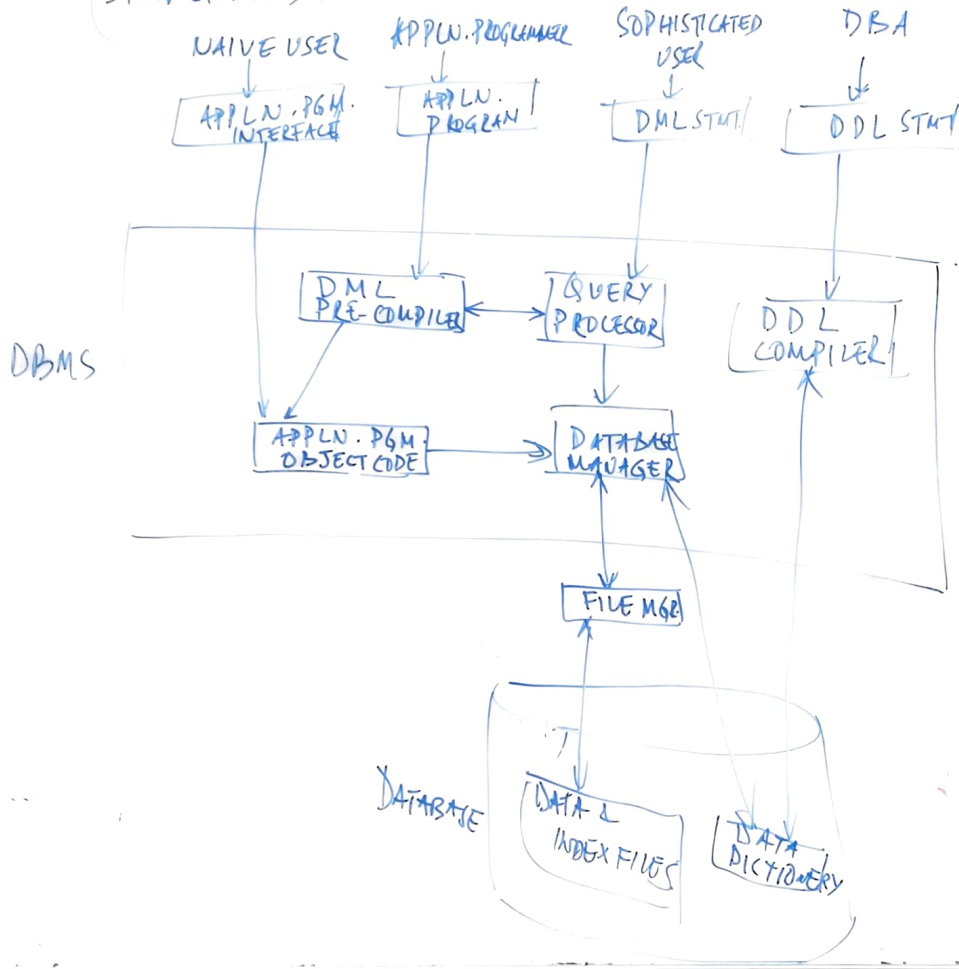 NAIVE USER
APPLN. PROGRAMMER
SOPHISTICATED
USER
DBA
APPLN. PGM.
INTERFACE
APPLN.
PROGRAM
DML STMT
DDL STMT
DBMS
DML
PRE-COMPILER
QUERY
PROCESSOR
DDL
COMPILER
APPLN. PGM
OBJECT CODE
DATABASE
MANAGER
FILE MGR.
DATABASE
DATA &
INDEX FILES
DATA
DICTIONERY